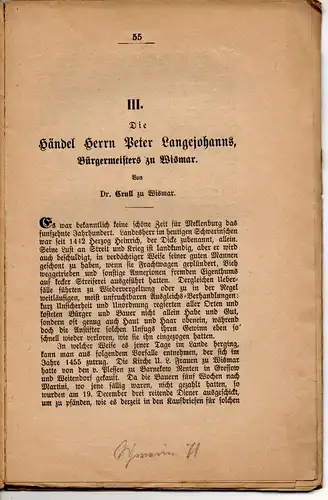 55
III.
Die
Händel Herrn Peter Langejohanns,
Bürgermeisters zu Wismar.
Von
Dr. Crull zu Wismar.
Es war bekanntlich keine schöne Zeit für Meklenburg das
funfzehnte Jahrhundert. Landesherr im heutigen Schwerinschen
war seit 1442 Herzog Heinrich, der Dicke zubenannt, allein.
Seine Lust an Streit und Krieg ist landkundig, aber er wird
auch beschuldigt, in verdächtiger Weise seiner guten Mannen
geschont zu haben, wenn sie Frachtwagen geplündert, Vieh
weggetrieben und sonstige Annexionen fremden Eigenthums
auf kecker Streiferei ausgeführt hatten. Dergleichen Ueber-
fälle führten zu Wiedervergeltung oder zu in der Regel
weitläufigen, meist unfruchtbaren Ausgleichs-Verhandlungen:
kurz Unsicherheit und Unordnung regierten aller Orten und
kosteten Bürger und Bauer nicht allein Habe und Gut,
sondern oft genug auch Haut und Haar obenein, während
doch die Anstifter solchen Unfugs ihren Gewinn eben so
schnell wieder verloren, wie sie ihn eingezogen hatten.
In welcher Weise es jener Tage im Lande herging,
kann man aus folgendem Vorfalle entnehmen, der sich im
Jahre 1455 zutrug. Die Kirche U. L. Frauen zu Wismar
hatte von den v. Plessen zu Barnekow Renten in Gressow
und Weitendorf gekauft. Da die Bauern fünf Wochen nach
Martini, wo jene fällig waren, nicht gezahlt hatten, so
wurden am 19. December drei reitende Diener ausgeschickt,
um zu pfänden, wie es derzeit in den Kaufbriefen für solchen